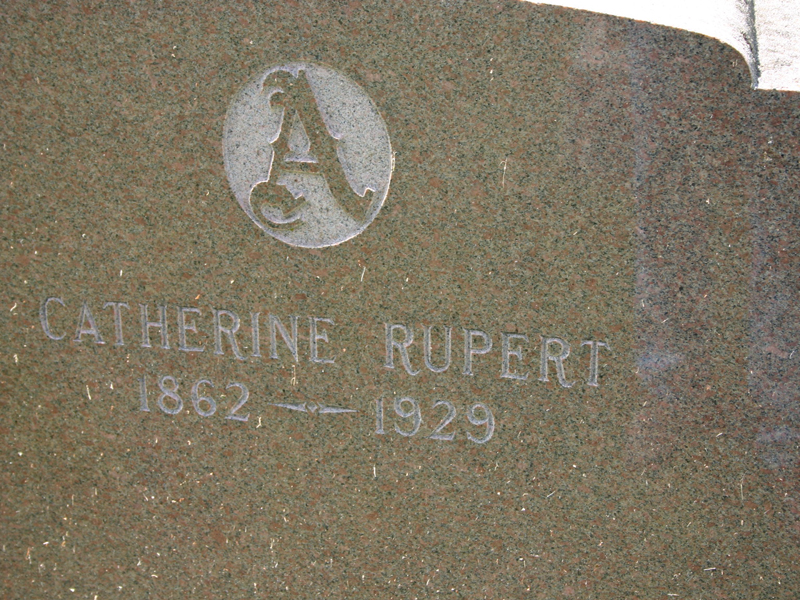 A
CATHERINE RUPERT
1862 — 1929